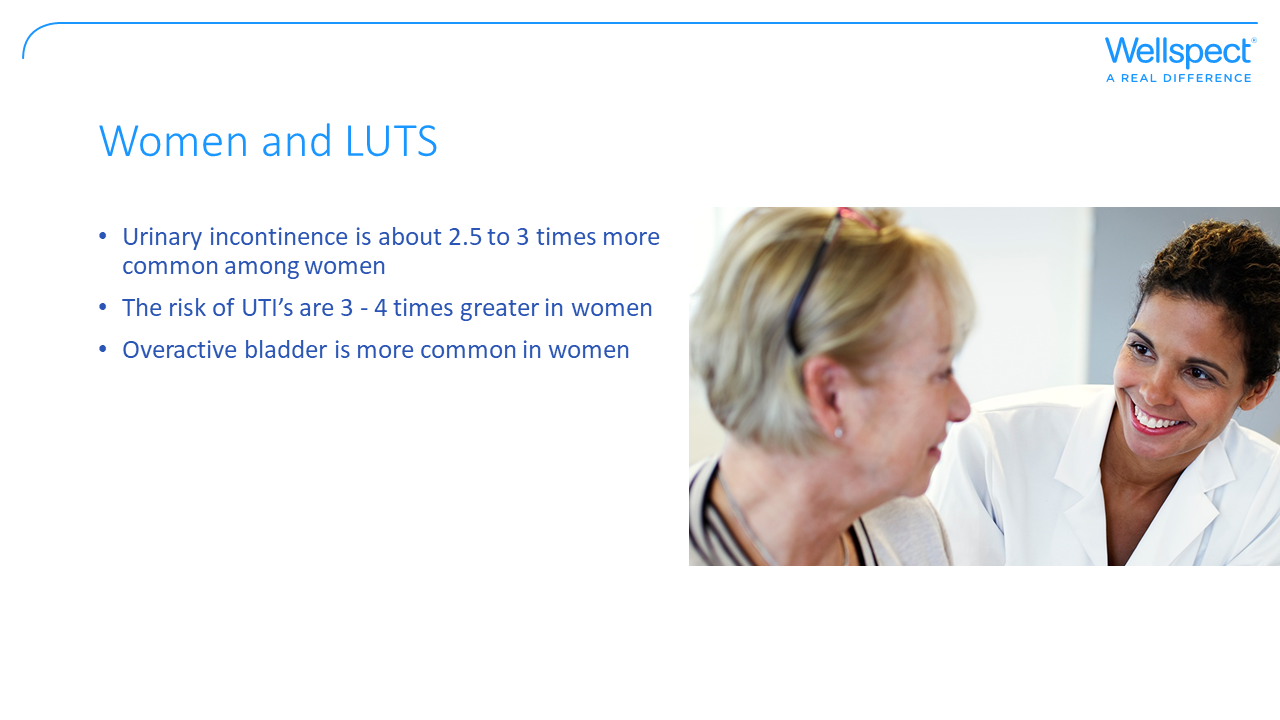 Wellspect®
A REAL DIFFERENCE
Women and LUTS
• Urinary incontinence is about 2.5 to 3 times more
common among women
• The risk of UTI’s are 3 - 4 times greater in women
• Overactive bladder is more common in women